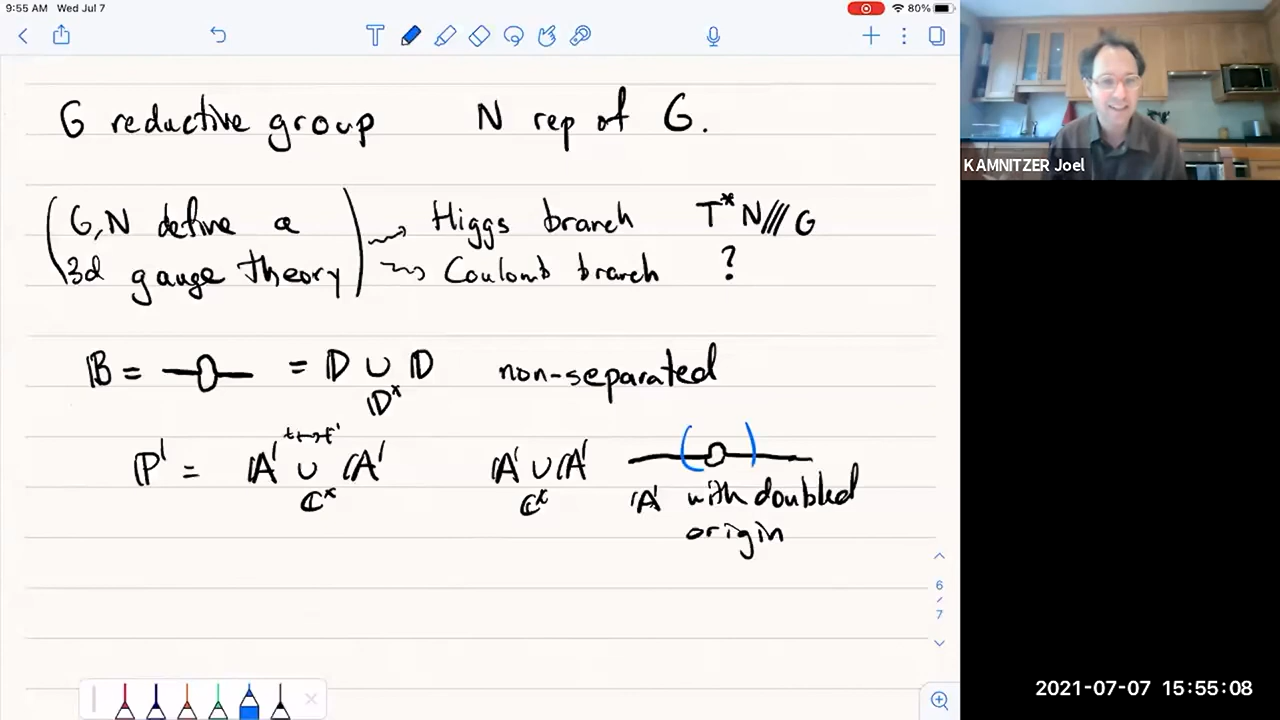 9:55 AM Wed Jul 7
80%
G reductive group N rep of G.
(G,N define a 3d gauge theory) ⇝ Higgs branch T*N///G
⇝ Coulomb branch ?
𝔹 = = 𝔻 ∪ 𝔻 non-separated
𝔻ˣ
t↦t⁻¹
ℙ¹ = 𝔸¹ ∪ 𝔸¹ 𝔸¹ ∪ 𝔸¹
ℂˣ ℂˣ 𝔸¹ with doubled
origin
6
/
7
KAMNITZER Joel
2021-07-07 15:55:08